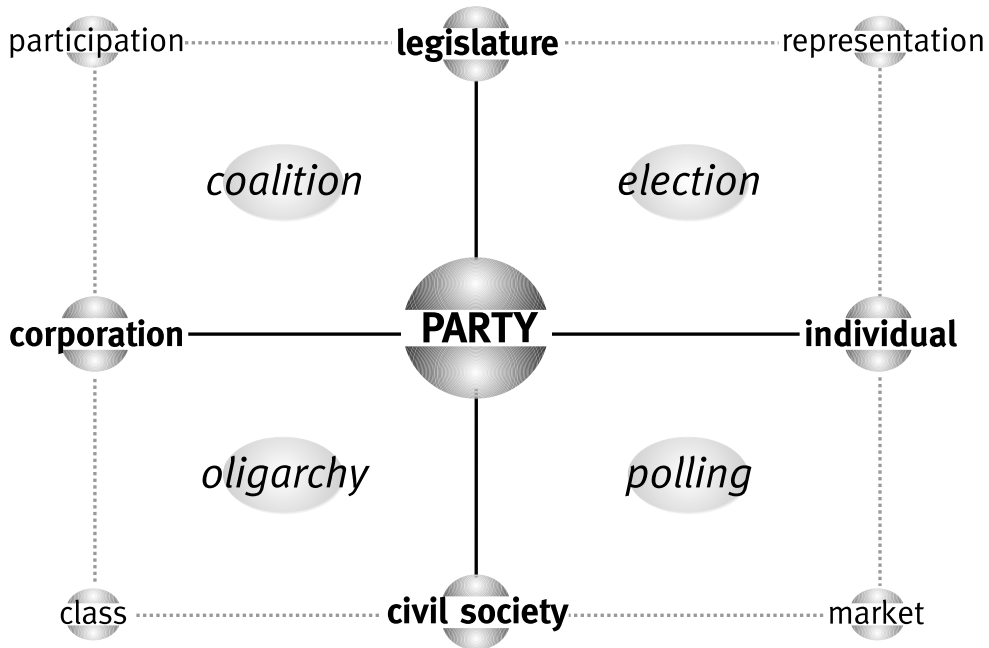 participation legislature representation
coalition election
corporation PARTY individual
oligarchy polling
class civil society market